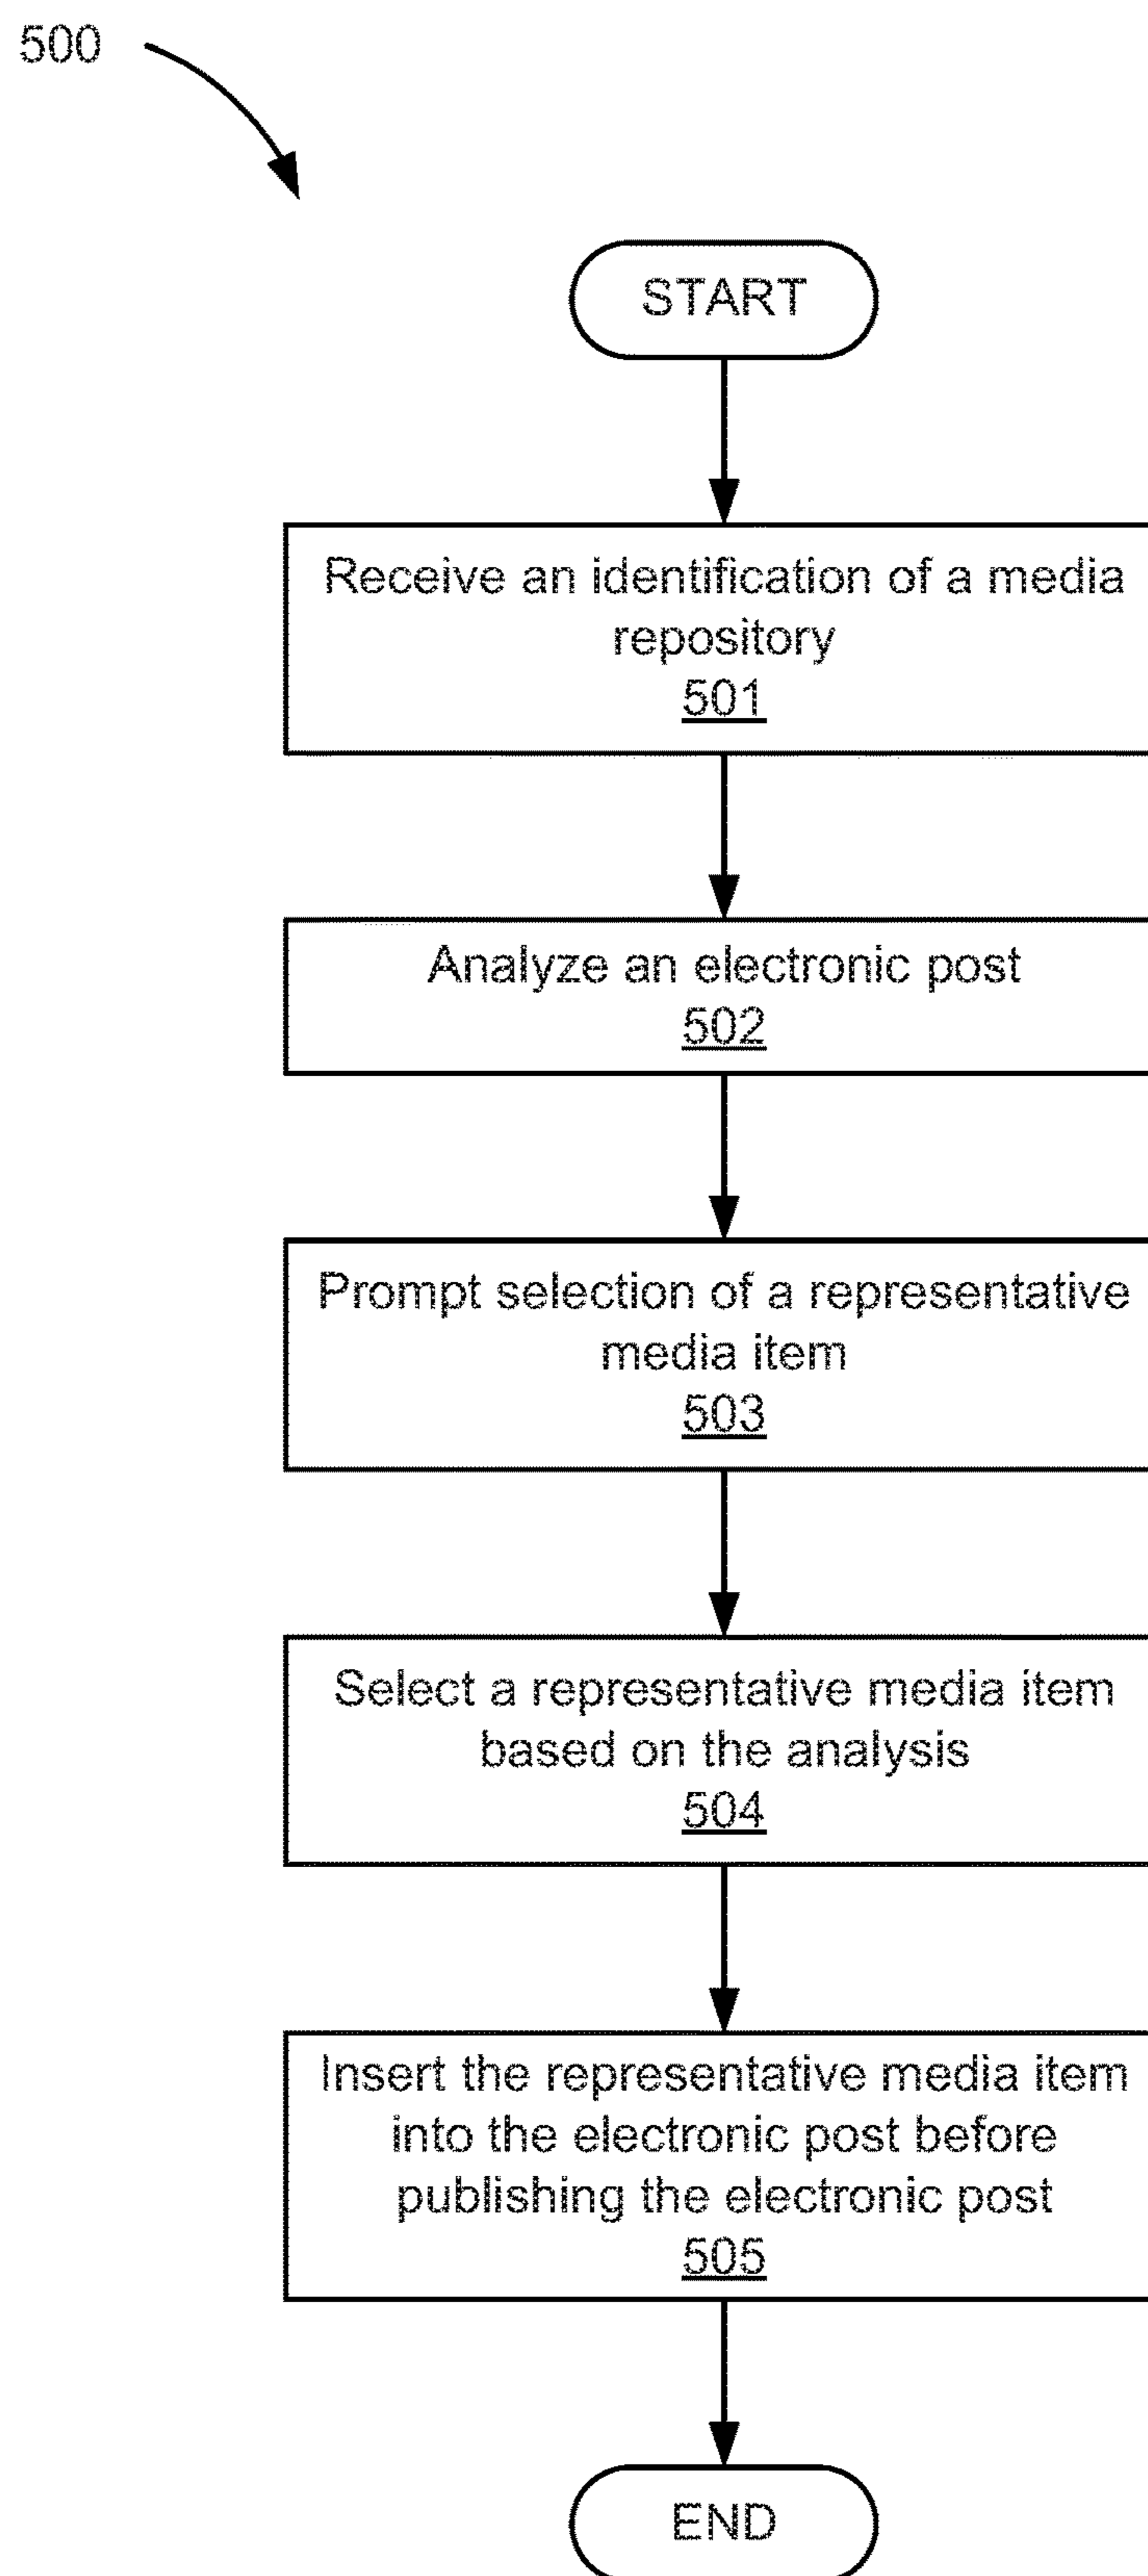 500
START
Receive an identification of a media
repository
501
Analyze an electronic post
502
Prompt selection of a representative
media item
503
Select a representative media item
based on the analysis
504
Insert the representative media item
into the electronic post before
publishing the electronic post
505
END